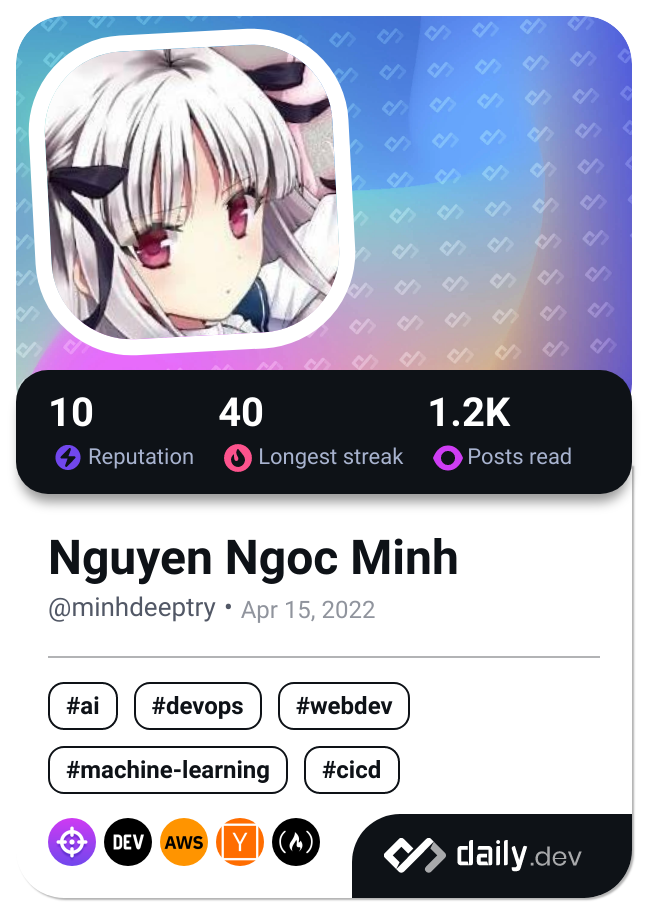 10 40 1.2K
Reputation Longest streak Posts read
Nguyen Ngoc Minh
@minhdeeptry • Apr 15, 2022
#ai #devops #webdev
#machine-learning #cicd
DEV AWS Y
daily.dev